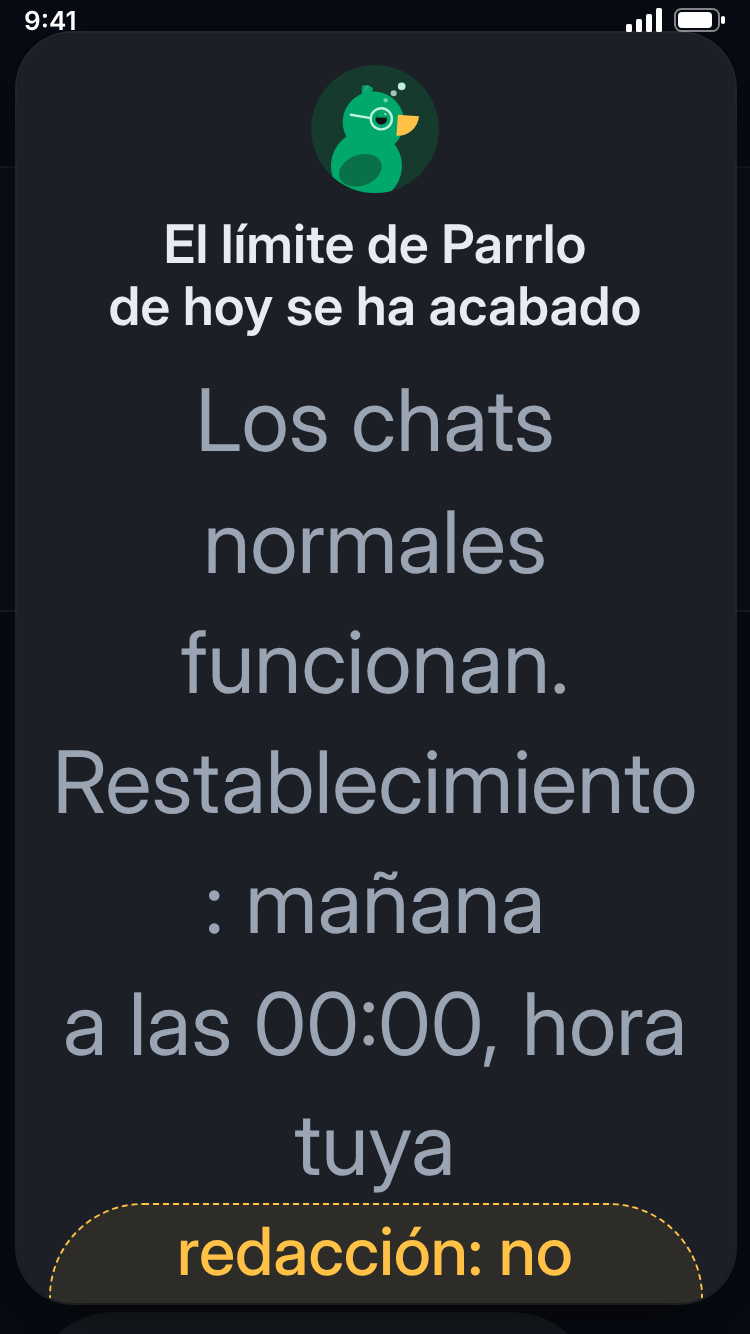 9:41
El límite de Parrlo
de hoy se ha acabado
Los chats
normales
funcionan.
Restablecimiento
: mañana
a las 00:00, hora
tuya
redacción: no